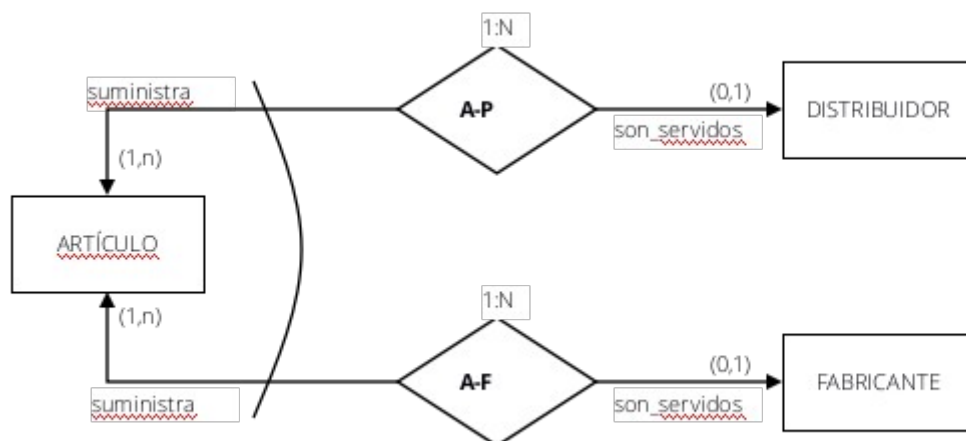 1:N
suministra
A-P
(0,1)
DISTRIBUIDOR
son_servidos
(1,n)
ARTÍCULO
1:N
(1,n)
(0,1)
A-F
FABRICANTE
suministra
son_servidos